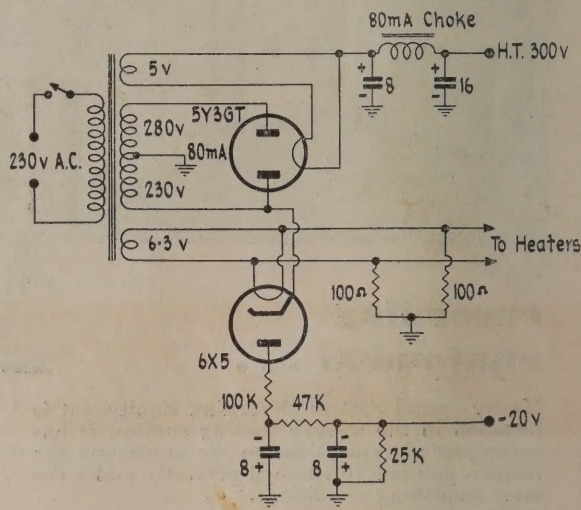 80mA Choke
H.T. 300v
+
-
8
+
-
16
5v
5Y3GT
280v
80mA
230v A.C.
230v
6·3 v
To Heaters
100Ω
100Ω
6X5
100K
47K
-20v
-
8
+
-
8
+
25K